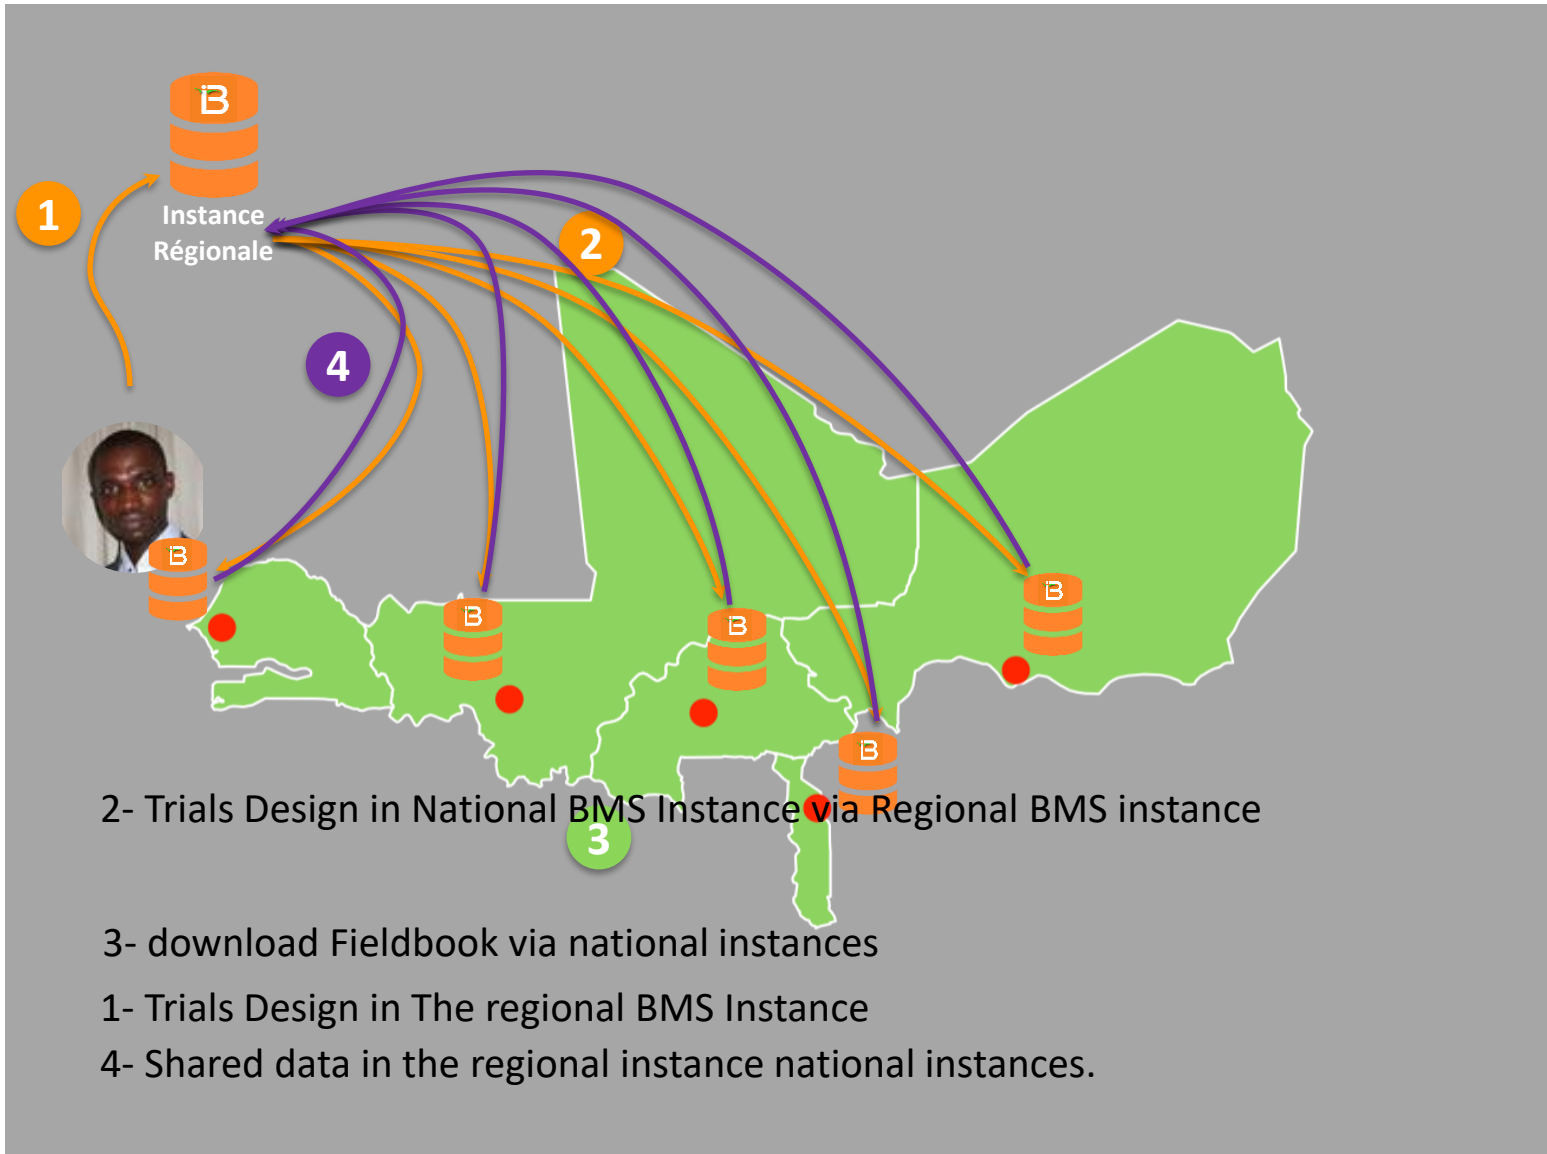 B
1
Instance
Régionale
2
4
B
B
B
B
B
2- Trials Design in National BMS Instance via Regional BMS instance
3
3- download Fieldbook via national instances
1- Trials Design in The regional BMS Instance
4- Shared data in the regional instance national instances.